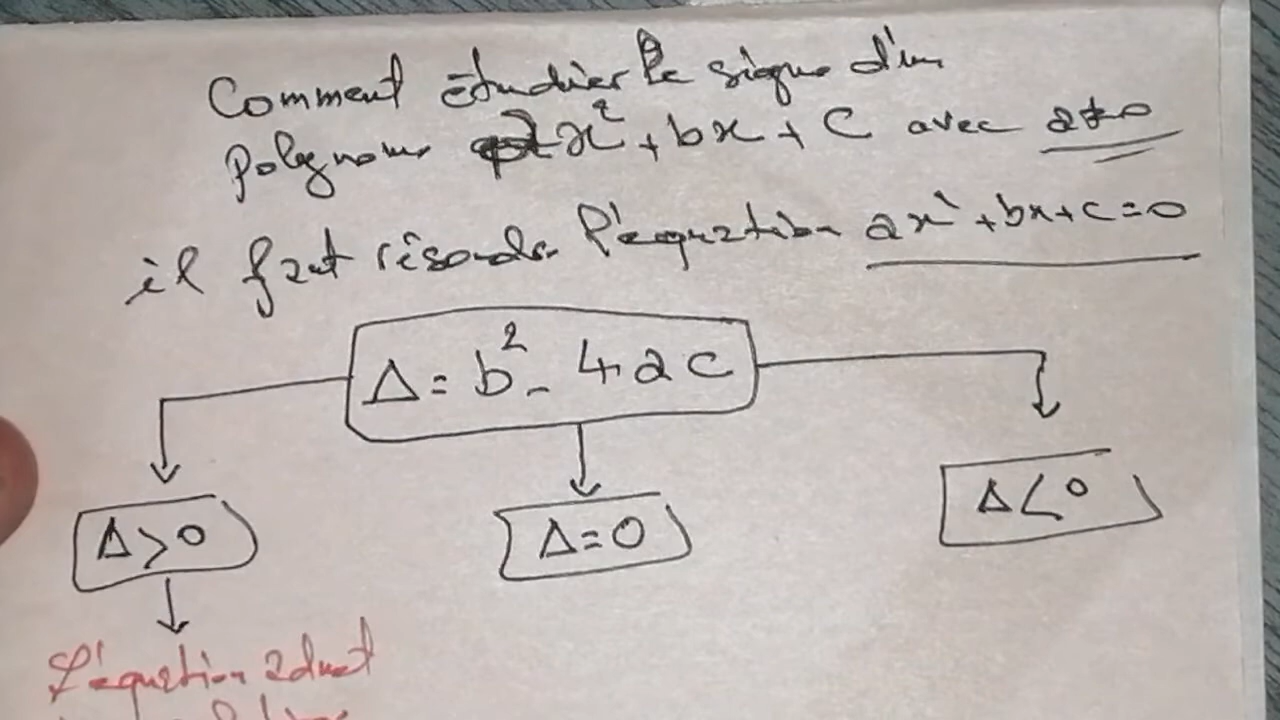 Comment étudier le signe d'un
polynome ax² + bx + c avec a≠0
il faut résoudre l'équation ax² + bx + c = 0
Δ = b² - 4ac
Δ > 0
Δ = 0
Δ < 0
L'équation admet